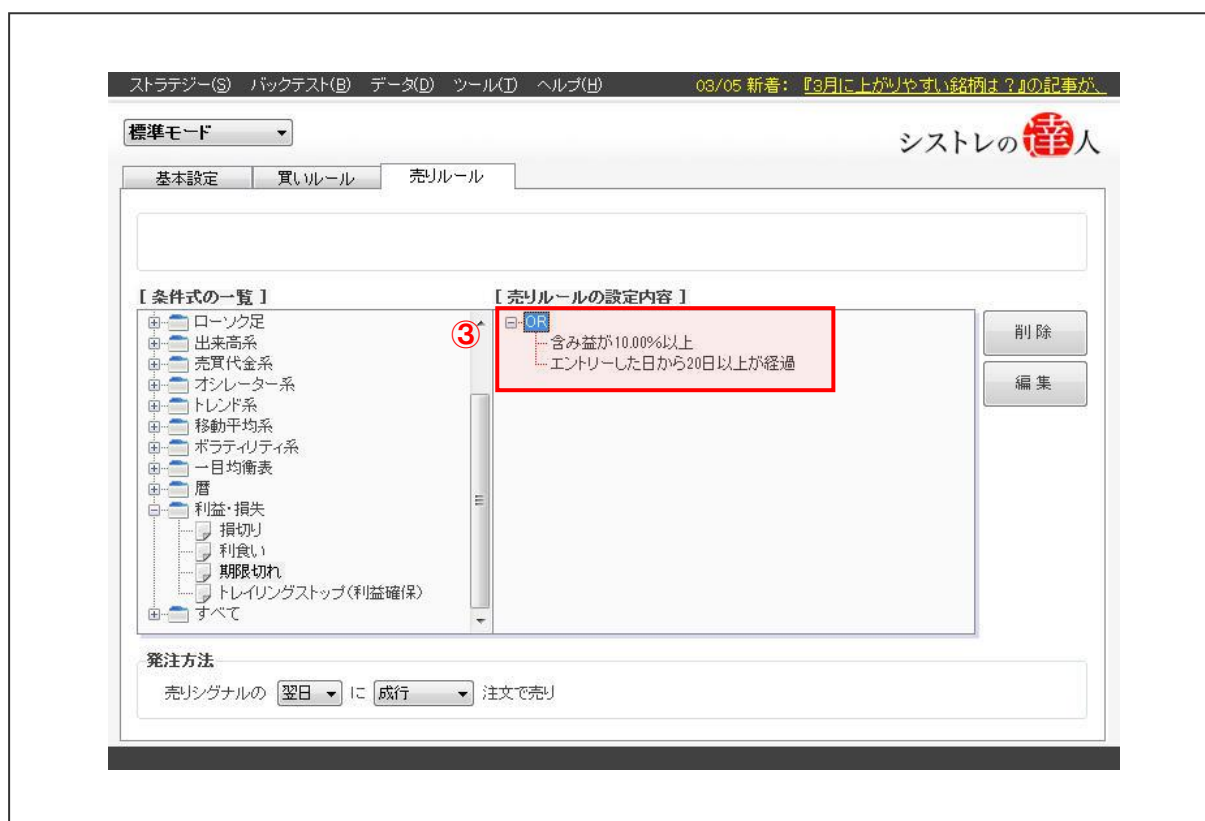 ストラテジー(S) バックテスト(B) データ(D) ツール(T) ヘルプ(H) 03/05 新着： 『3月に上がりやすい銘柄は？』の記事が、
標準モード
シストレの達人
基本設定 買いルール 売りルール
[ 条件式の一覧 ] [ 売りルールの設定内容 ]
ローソク足
出来高系
売買代金系
オシレーター系
トレンド系
移動平均系
ボラティリティ系
一目均衡表
暦
利益・損失
損切り
利食い
期限切れ
トレイリングストップ(利益確保)
すべて
③
OR
含み益が10.00%以上
エントリーした日から20日以上が経過
削除
編集
発注方法
売りシグナルの 翌日 に 成行 注文で売り